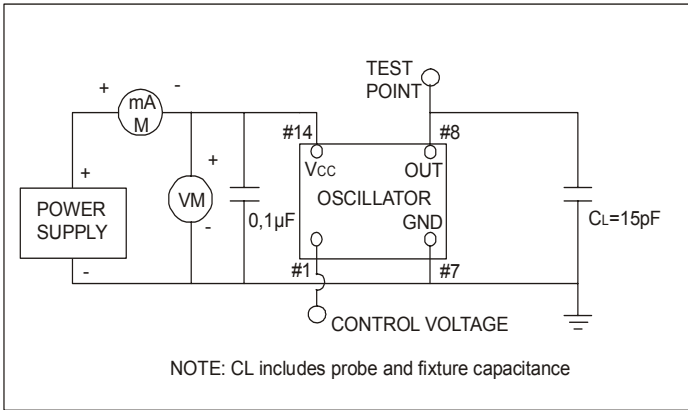 TEST
POINT
+ -
mA
M
#14
#8
+
+
VCC
OUT
OSCILLATOR
POWER
SUPPLY
VM
-
0,1µF
GND
CL=15pF
-
#1
#7
CONTROL VOLTAGE
NOTE: CL includes probe and fixture capacitance